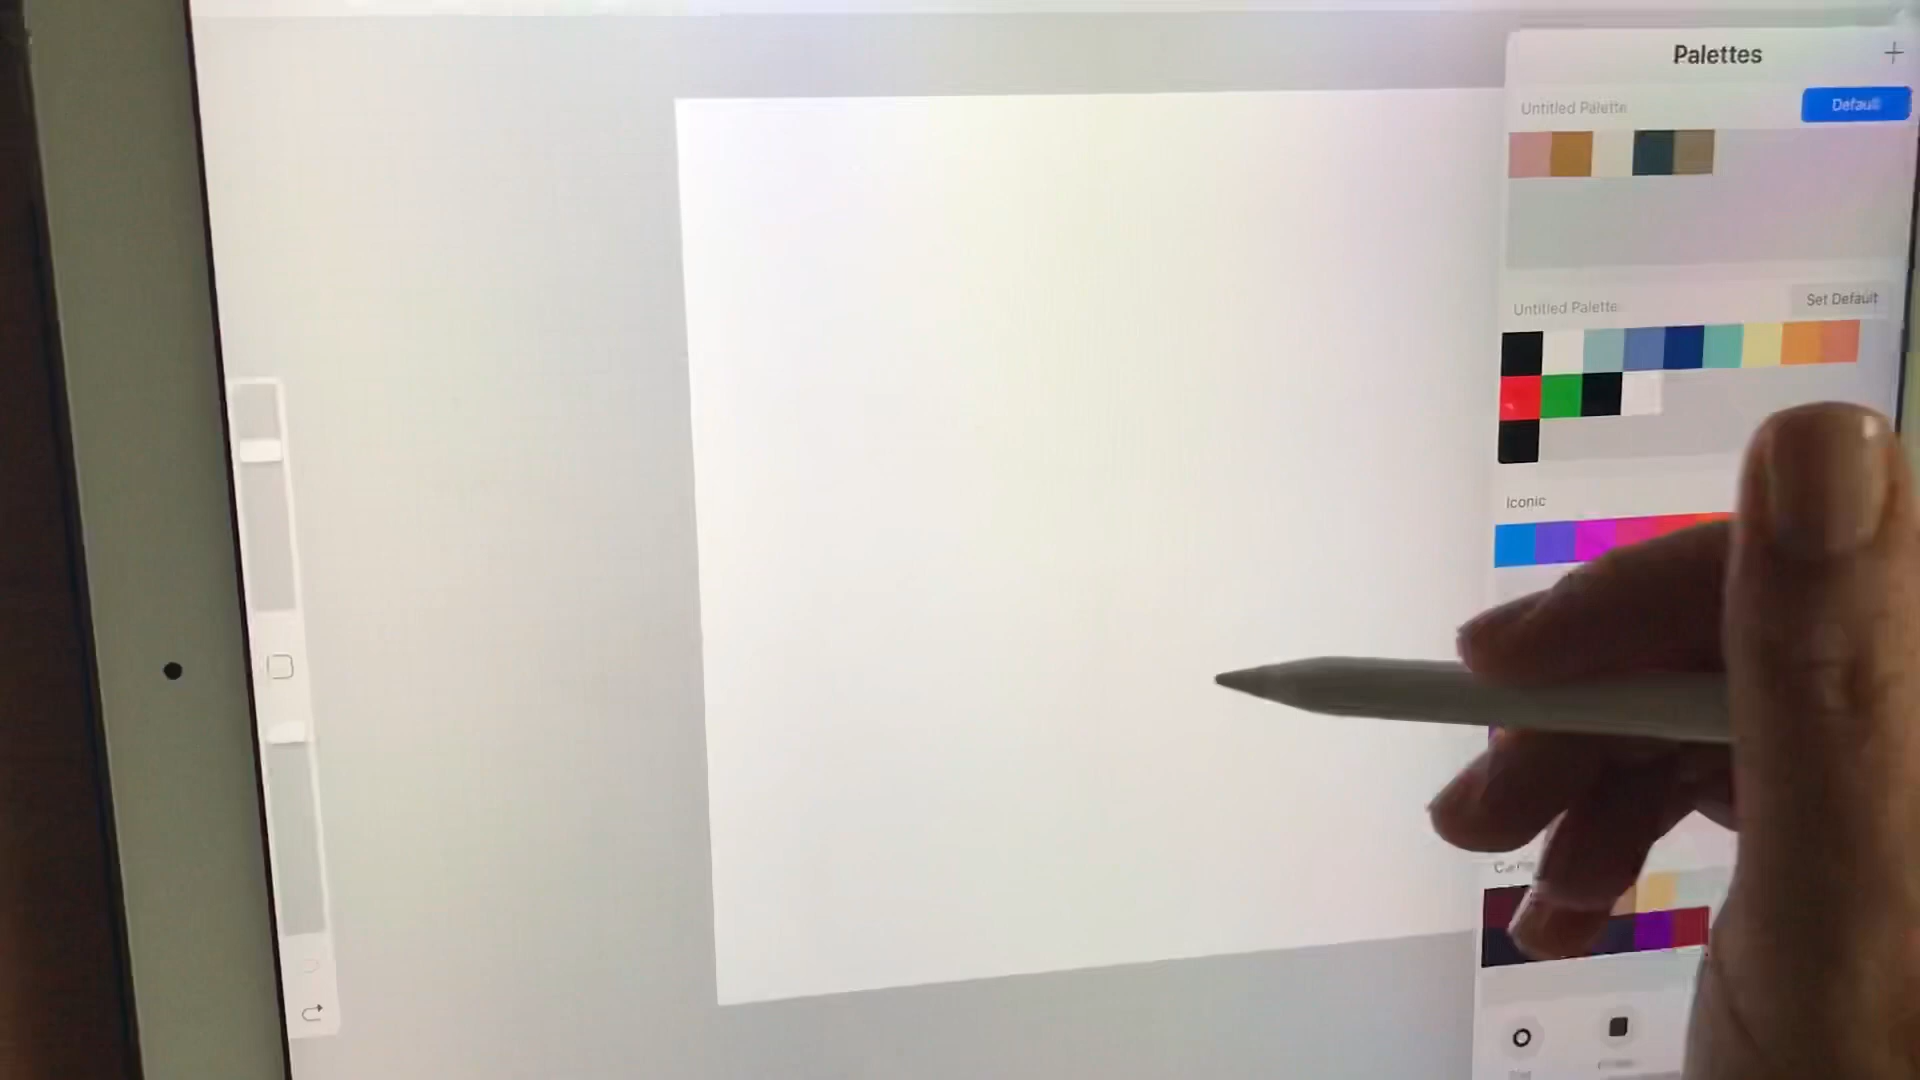 Palettes
Untitled Palette
Default
Untitled Palette
Set Default
Iconic